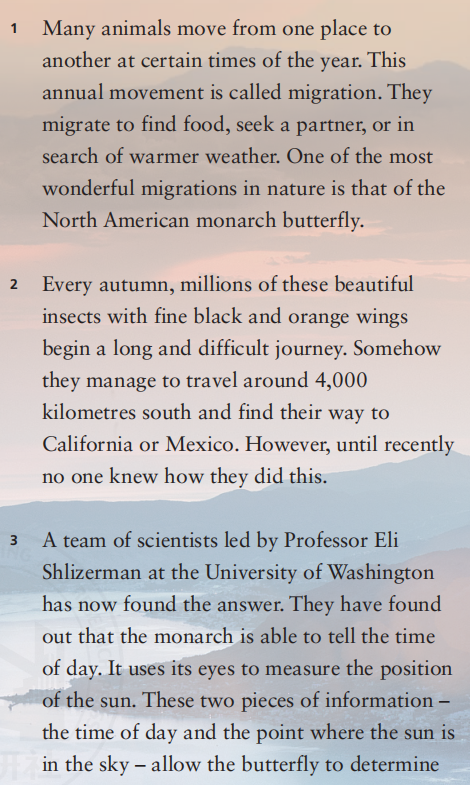 1 Many animals move from one place to
another at certain times of the year. This
annual movement is called migration. They
migrate to find food, seek a partner, or in
search of warmer weather. One of the most
wonderful migrations in nature is that of the
North American monarch butterfly.
2 Every autumn, millions of these beautiful
insects with fine black and orange wings
begin a long and difficult journey. Somehow
they manage to travel around 4,000
kilometres south and find their way to
California or Mexico. However, until recently
no one knew how they did this.
3 A team of scientists led by Professor Eli
Shlizerman at the University of Washington
has now found the answer. They have found
out that the monarch is able to tell the time
of day. It uses its eyes to measure the position
of the sun. These two pieces of information –
the time of day and the point where the sun is
in the sky – allow the butterfly to determine